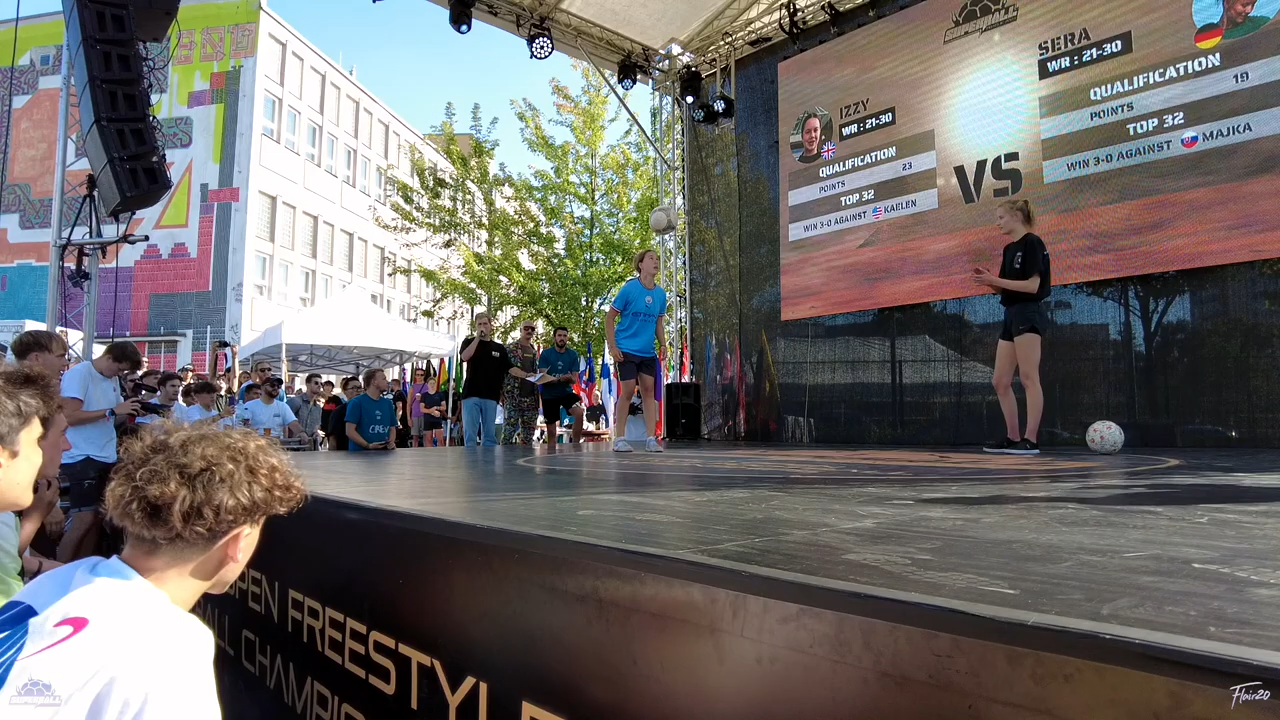 SUPERBALL
IZZY
WR : 21-30
QUALIFICATION
POINTS 23
TOP 32
WIN 3-0 AGAINST KAELEN
VS
SERA
WR : 21-30
QUALIFICATION
POINTS 19
TOP 32
WIN 3-0 AGAINST MAJKA
CREW
OPEN FREESTYLE
BALL CHAMPIO
SUPERBALL
Flair20